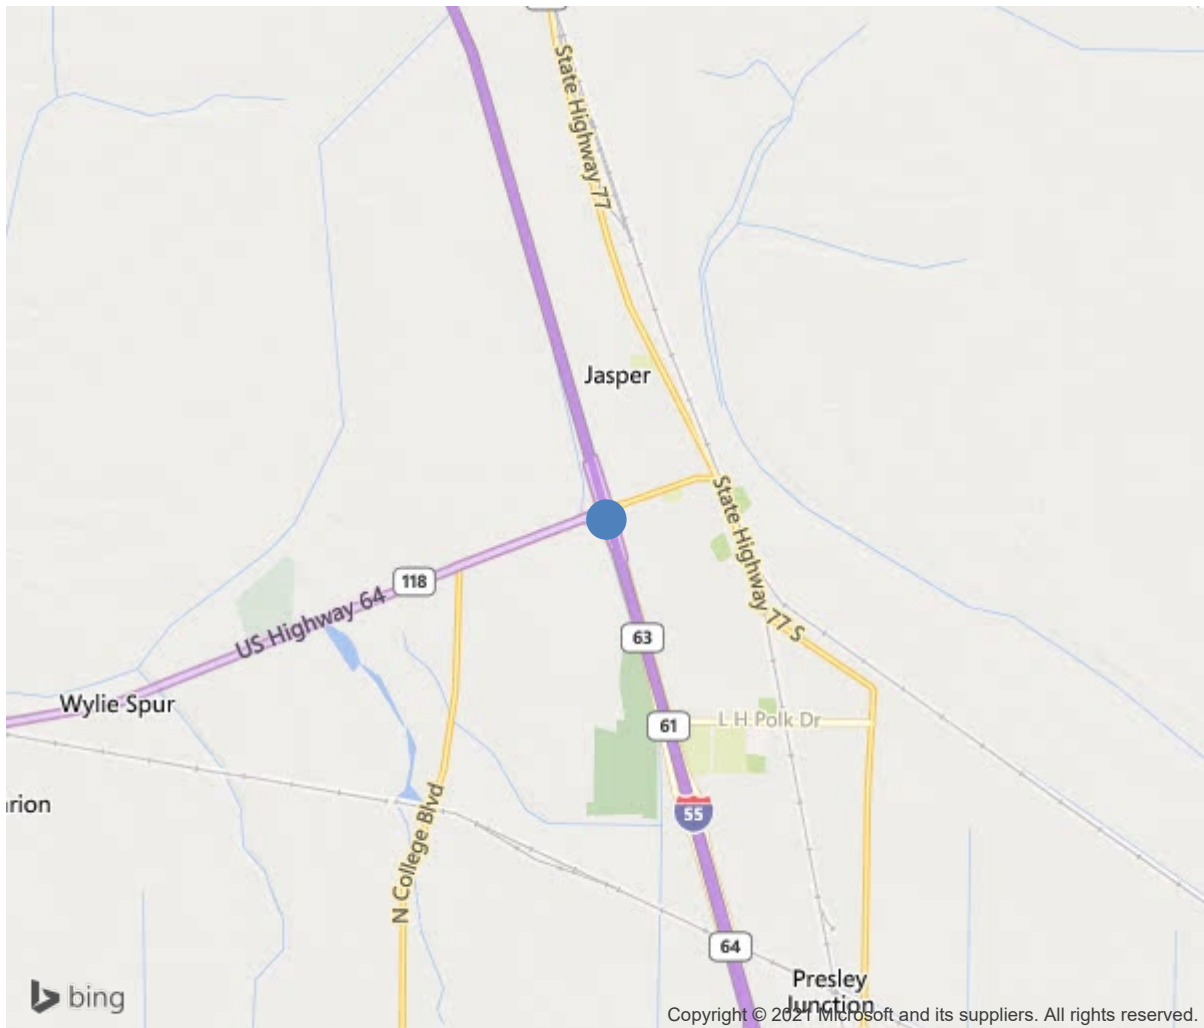 State Highway 77
Jasper
State Highway 77 S
118
US Highway 64
63
Wylie Spur
61
L H Polk Dr
rion
55
N College Blvd
64
Presley
Junction
bing
Copyright © 2021 Microsoft and its suppliers. All rights reserved.